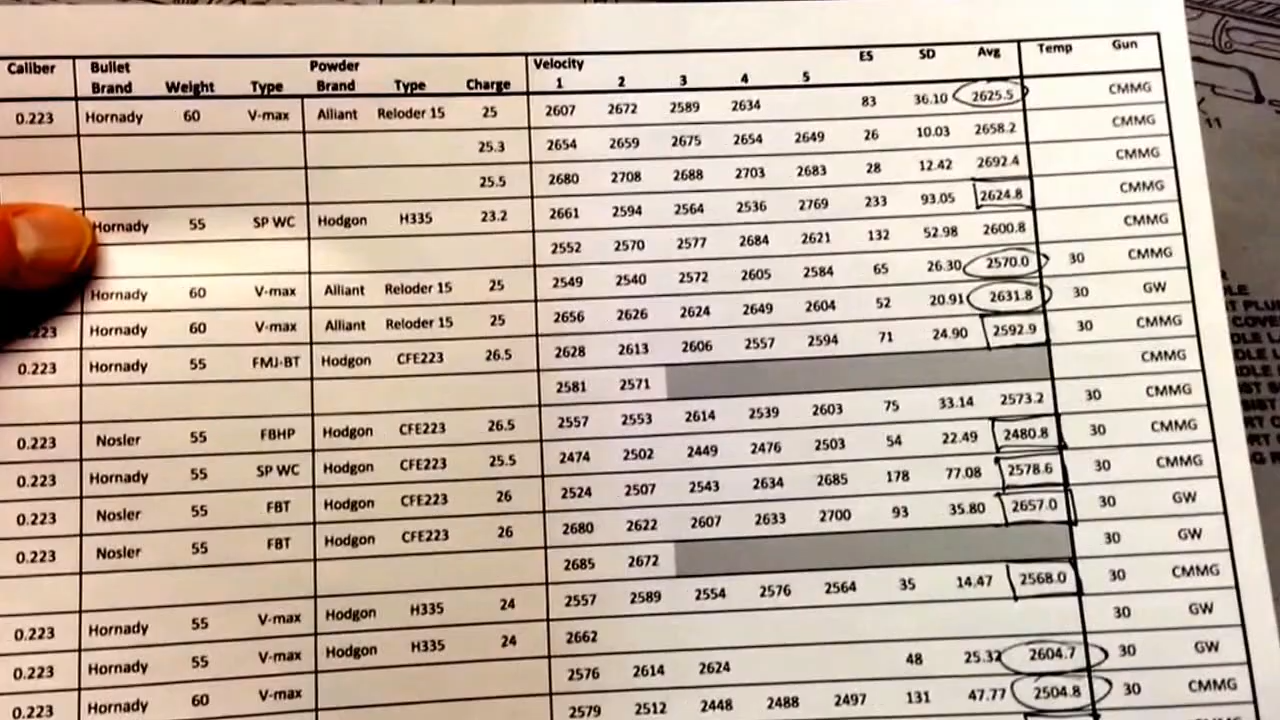 Caliber Bullet Brand Weight Type Powder Brand Type Charge Velocity 1 2 3 4 5 ES SD Avg Temp Gun
0.223 Hornady 60 V-max Alliant Reloder 15 25 2607 2672 2589 2634 83 36.10 2625.5 CMMG
25.3 2654 2659 2675 2654 2649 26 10.03 2658.2 CMMG
25.5 2680 2708 2688 2703 2683 28 12.42 2692.4 CMMG
Hornady 55 SP WC Hodgon H335 23.2 2661 2594 2564 2536 2769 233 93.05 2624.8 CMMG
2552 2570 2577 2684 2621 132 52.98 2600.8 CMMG
Hornady 60 V-max Alliant Reloder 15 25 2549 2540 2572 2605 2584 65 26.30 2570.0 30 CMMG
Hornady 60 V-max Alliant Reloder 15 25 2656 2626 2624 2649 2604 52 20.91 2631.8 30 GW
0.223 Hornady 55 FMJ-BT Hodgon CFE223 26.5 2628 2613 2606 2557 2594 71 24.90 2592.9 30 CMMG
2581 2571 CMMG
0.223 Nosler 55 FBHP Hodgon CFE223 26.5 2557 2553 2614 2539 2603 75 33.14 2573.2 30 CMMG
0.223 Hornady 55 SP WC Hodgon CFE223 25.5 2474 2502 2449 2476 2503 54 22.49 2480.8 30 CMMG
0.223 Nosler 55 FBT Hodgon CFE223 26 2524 2507 2543 2634 2685 178 77.08 2578.6 30 CMMG
0.223 Nosler 55 FBT Hodgon CFE223 26 2680 2622 2607 2633 2700 93 35.80 2657.0 30 GW
2685 2672 30 GW
0.223 Hornady 55 V-max Hodgon H335 24 2557 2589 2554 2576 2564 35 14.47 2568.0 30 CMMG
0.223 Hornady 55 V-max Hodgon H335 24 2662 30 GW
0.223 Hornady 60 V-max 2576 2614 2624 48 25.32 2604.7 30 GW
2579 2512 2448 2488 2497 131 47.77 2504.8 30 CMMG
11